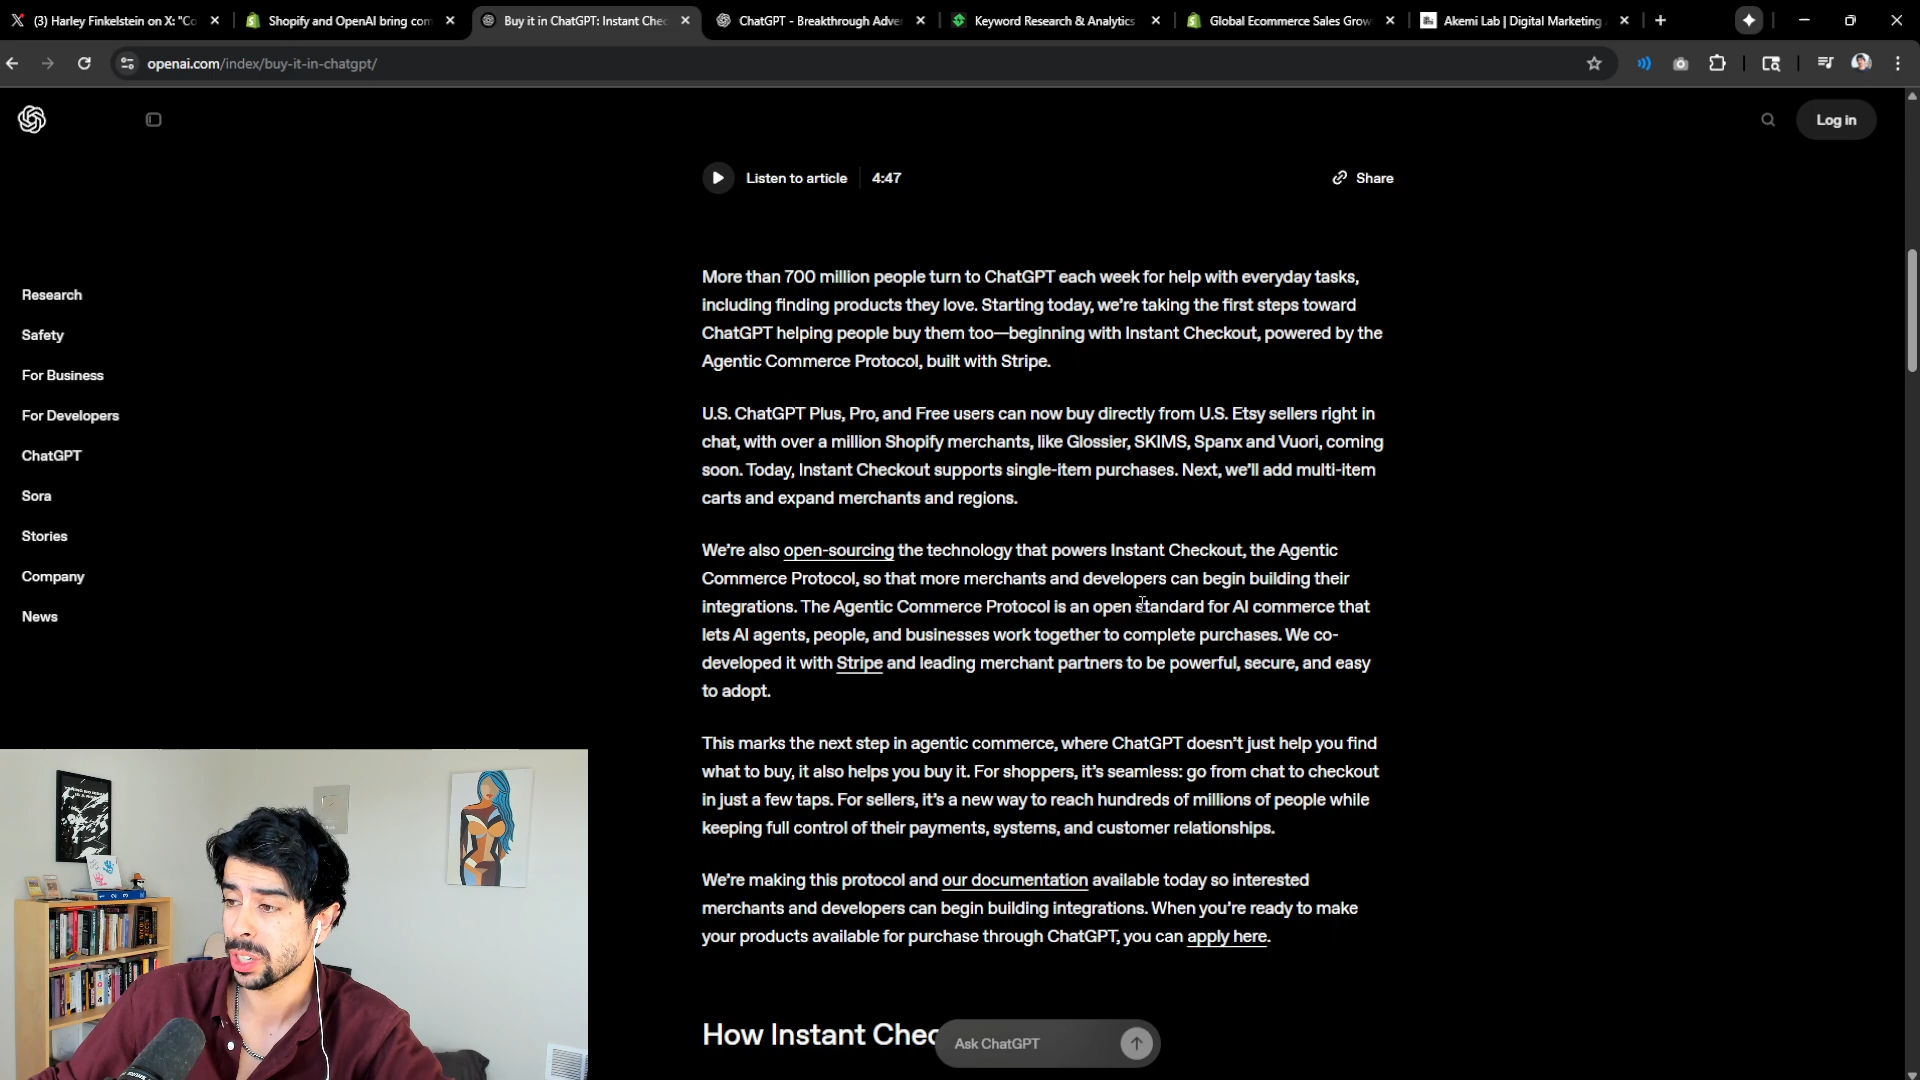 (3) Harley Finkelstein on X: "Co
Shopify and OpenAI bring com
Buy it in ChatGPT: Instant Chec
ChatGPT - Breakthrough Adve
Keyword Research & Analytics
Global Ecommerce Sales Grow
Akemi Lab | Digital Marketing
openai.com/index/buy-it-in-chatgpt/
Log in
Listen to article
4:47
Share
Research
Safety
For Business
For Developers
ChatGPT
Sora
Stories
Company
News
More than 700 million people turn to ChatGPT each week for help with everyday tasks,
including finding products they love. Starting today, we’re taking the first steps toward
ChatGPT helping people buy them too—beginning with Instant Checkout, powered by the
Agentic Commerce Protocol, built with Stripe.
U.S. ChatGPT Plus, Pro, and Free users can now buy directly from U.S. Etsy sellers right in
chat, with over a million Shopify merchants, like Glossier, SKIMS, Spanx and Vuori, coming
soon. Today, Instant Checkout supports single-item purchases. Next, we’ll add multi-item
carts and expand merchants and regions.
We’re also open-sourcing the technology that powers Instant Checkout, the Agentic
Commerce Protocol, so that more merchants and developers can begin building their
integrations. The Agentic Commerce Protocol is an open standard for AI commerce that
lets AI agents, people, and businesses work together to complete purchases. We co-
developed it with Stripe and leading merchant partners to be powerful, secure, and easy
to adopt.
This marks the next step in agentic commerce, where ChatGPT doesn’t just help you find
what to buy, it also helps you buy it. For shoppers, it’s seamless: go from chat to checkout
in just a few taps. For sellers, it’s a new way to reach hundreds of millions of people while
keeping full control of their payments, systems, and customer relationships.
We’re making this protocol and our documentation available today so interested
merchants and developers can begin building integrations. When you’re ready to make
your products available for purchase through ChatGPT, you can apply here.
How Instant Chec
Ask ChatGPT